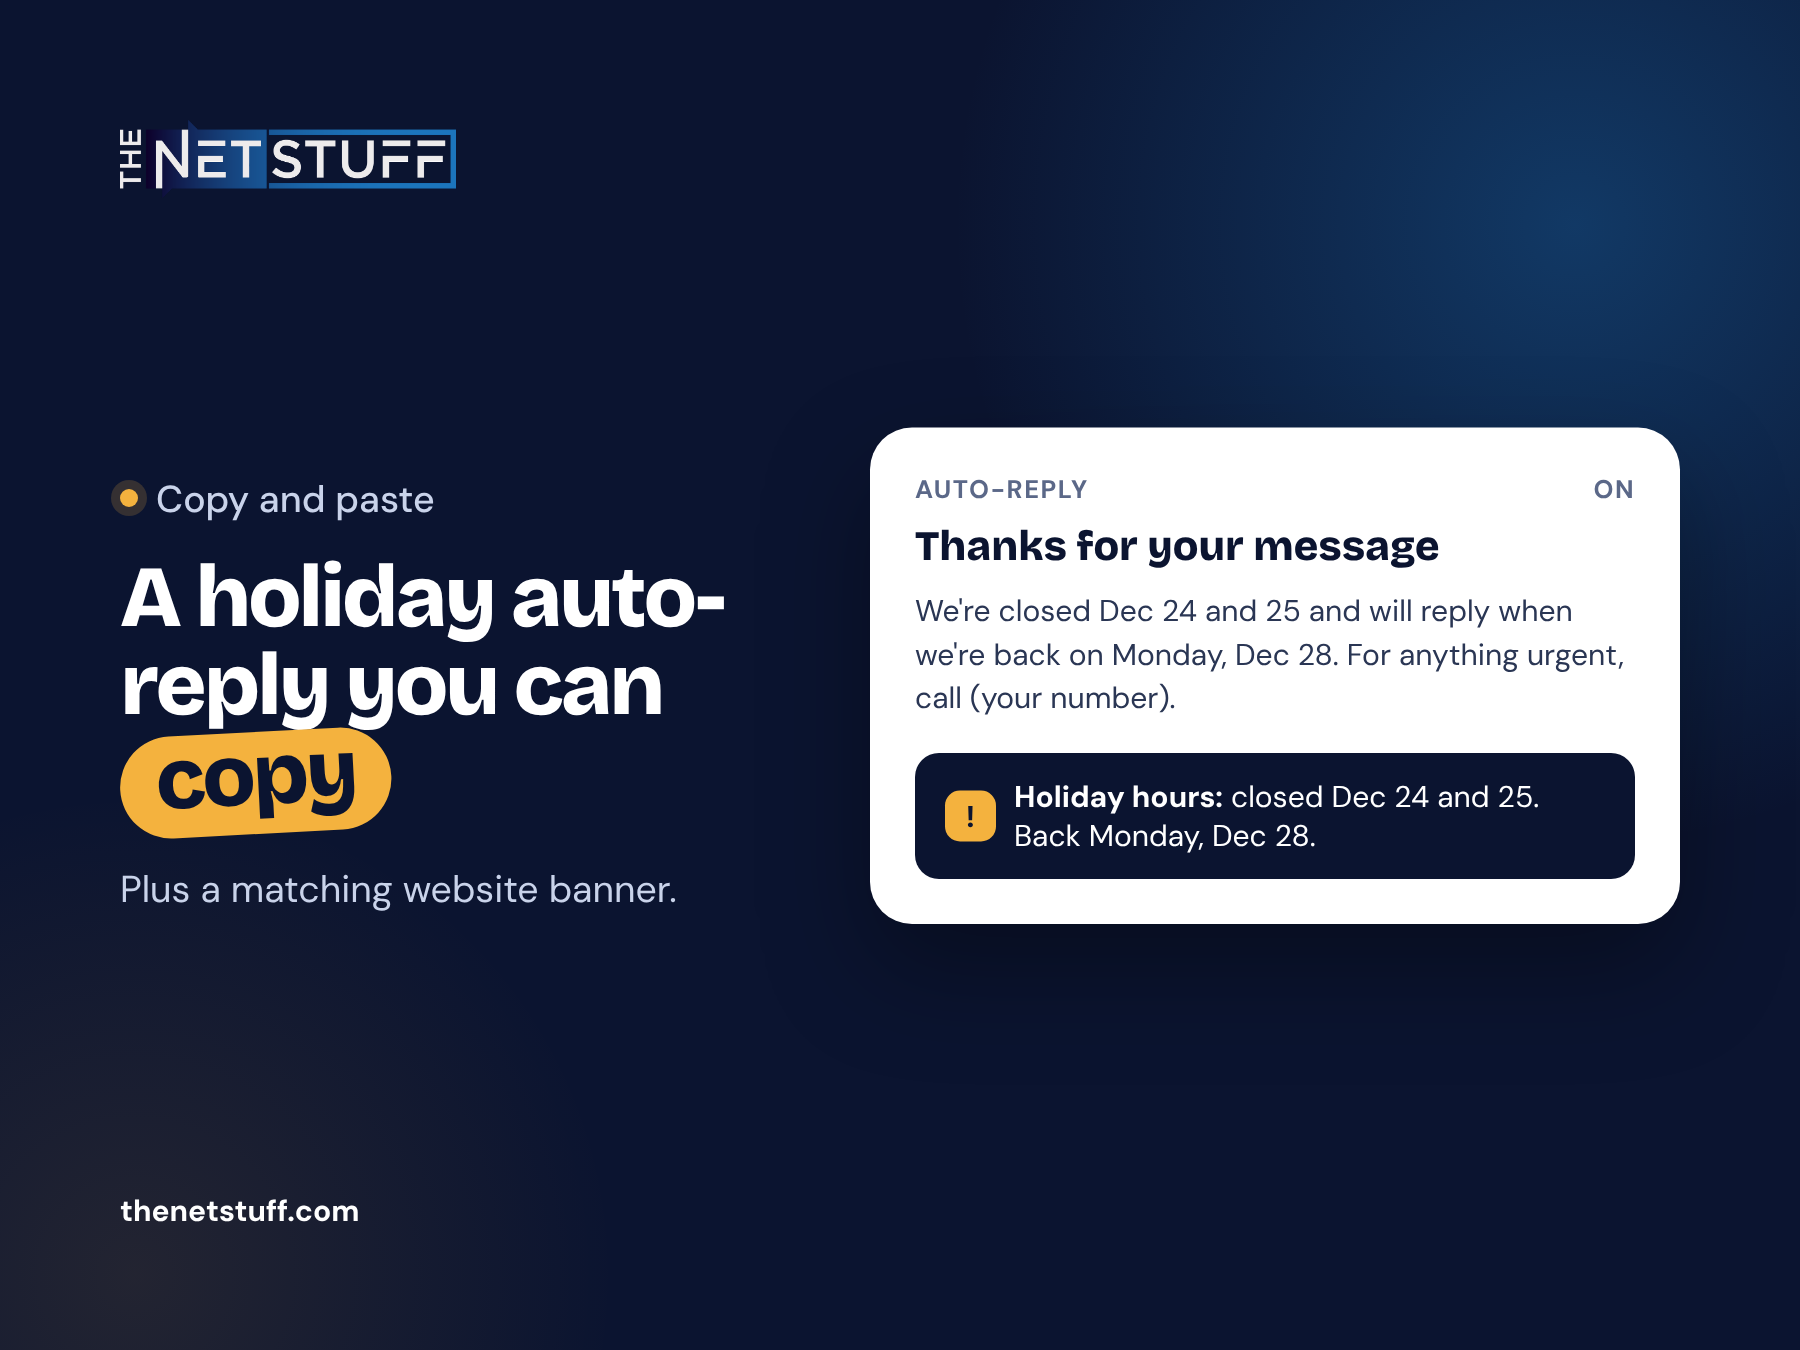 THE NETSTUFF
Copy and paste
A holiday auto-
reply you can
copy
Plus a matching website banner.
thenetstuff.com
AUTO-REPLY ON
Thanks for your message
We're closed Dec 24 and 25 and will reply when
we're back on Monday, Dec 28. For anything urgent,
call (your number).
!
Holiday hours: closed Dec 24 and 25.
Back Monday, Dec 28.